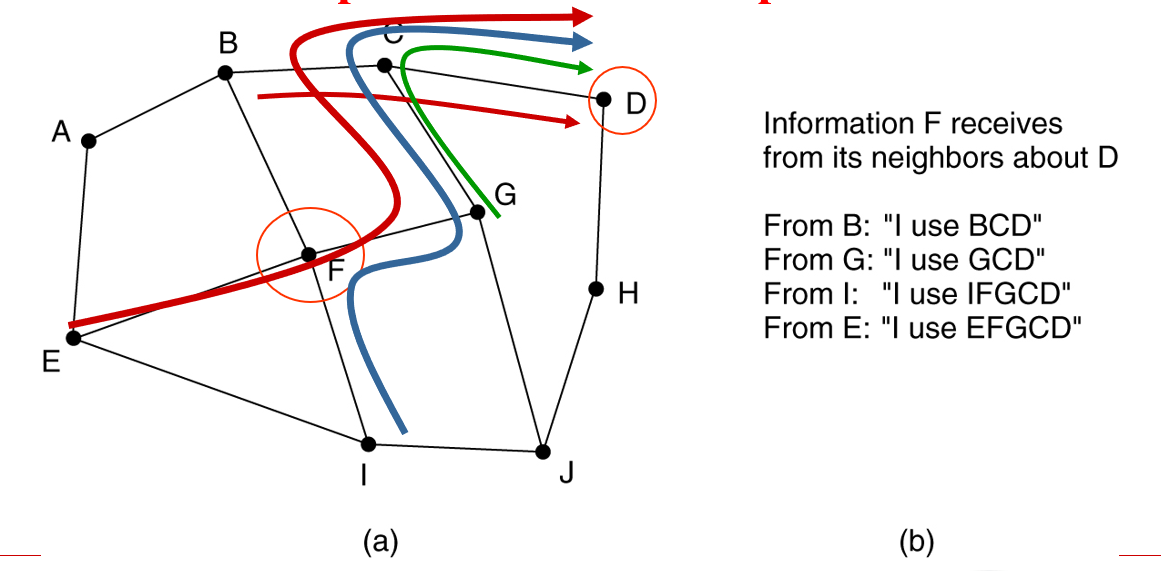 B
C
D
A
G
F
H
E
I
J
Information F receives
from its neighbors about D
From B: "I use BCD"
From G: "I use GCD"
From I: "I use IFGCD"
From E: "I use EFGCD"
(a)
(b)